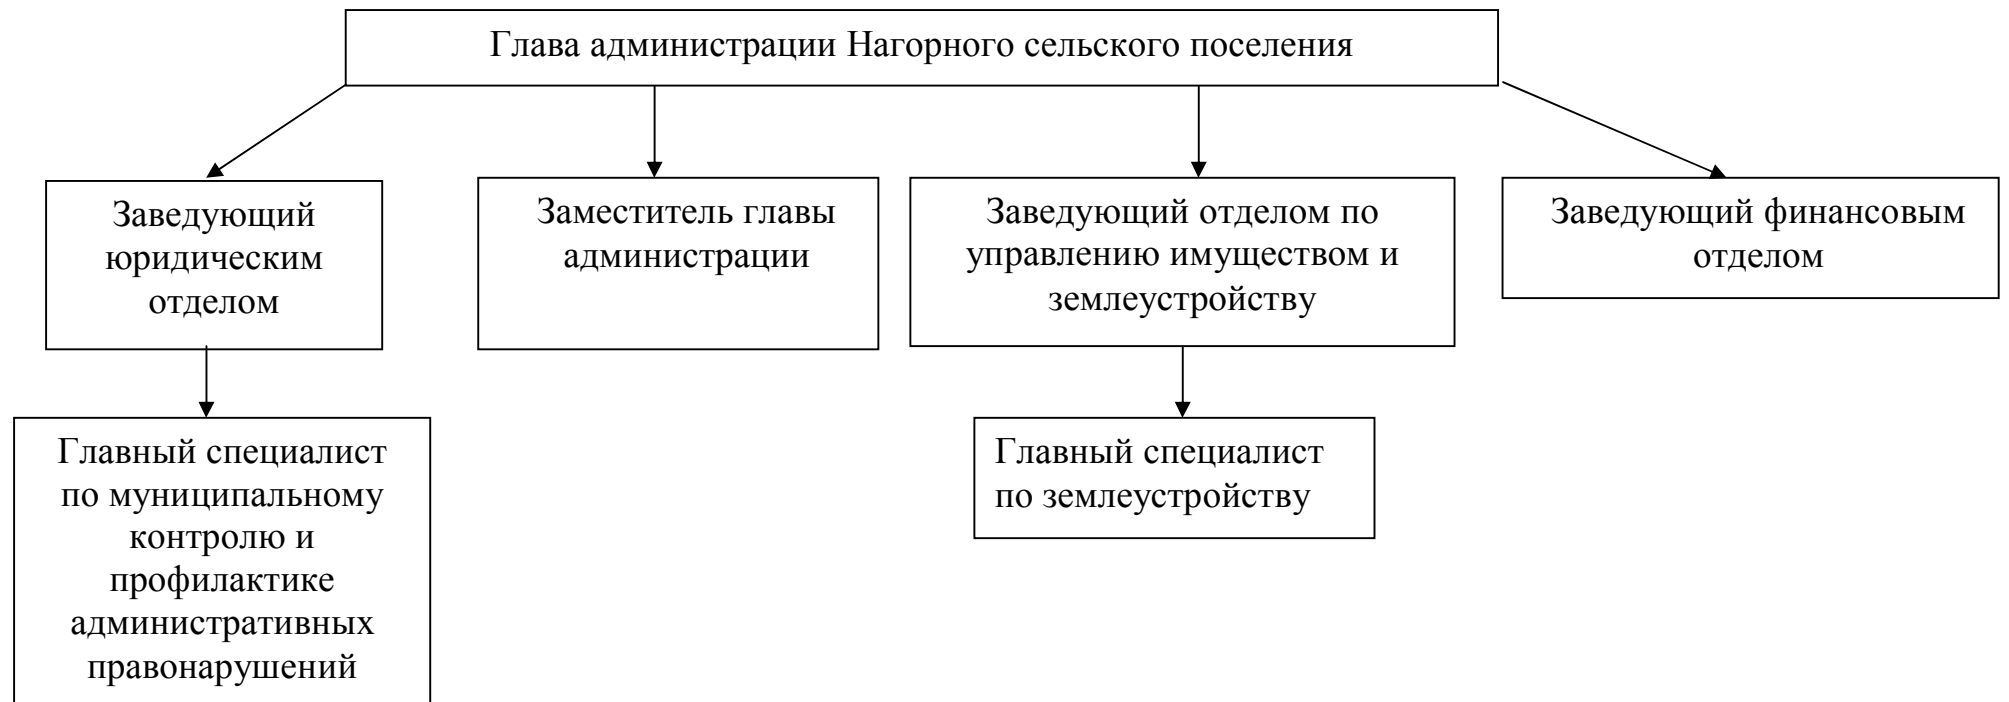 Глава администрации Нагорного сельского поселения
Заведующий
юридическим
отделом
Заместитель главы
администрации
Заведующий отделом по
управлению имуществом и
землеустройству
Заведующий финансовым
отделом
Главный специалист
по муниципальному
контролю и
профилактике
административных
правонарушений
Главный специалист
по землеустройству